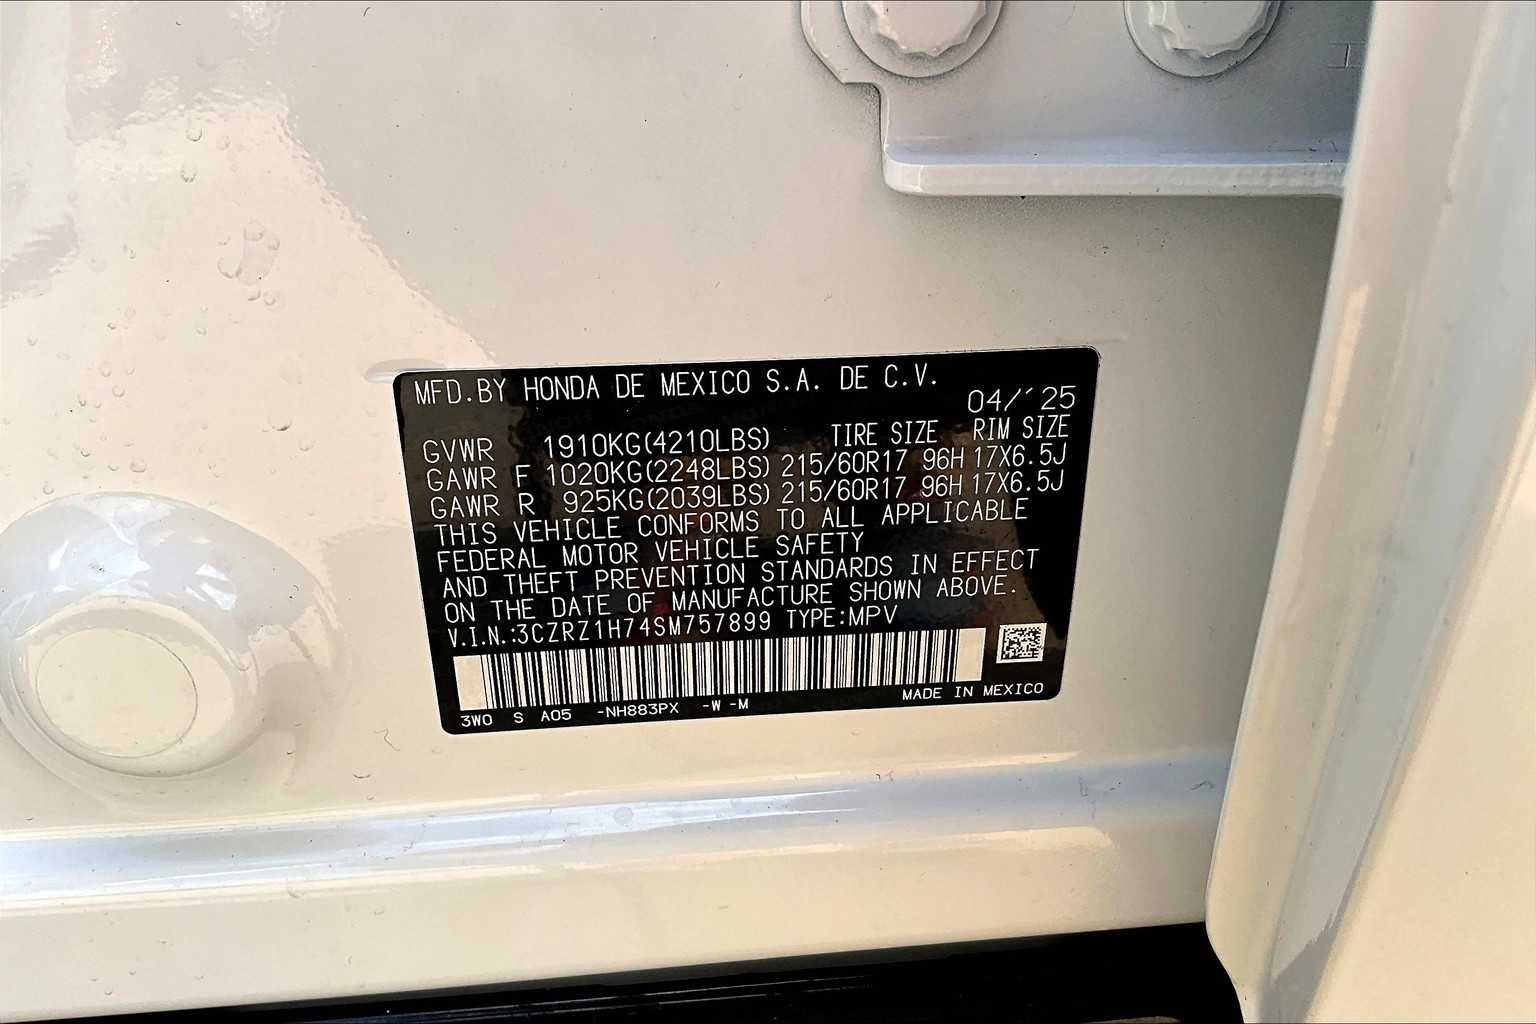 MFD.BY HONDA DE MEXICO S.A. DE C.V.
04/´25
GVWR 1910KG(4210LBS) TIRE SIZE RIM SIZE
GAWR F 1020KG(2248LBS) 215/60R17 96H 17X6.5J
GAWR R 925KG(2039LBS) 215/60R17 96H 17X6.5J
THIS VEHICLE CONFORMS TO ALL APPLICABLE
FEDERAL MOTOR VEHICLE SAFETY
AND THEFT PREVENTION STANDARDS IN EFFECT
ON THE DATE OF MANUFACTURE SHOWN ABOVE.
V.I.N.:3CZRZ1H74SM757899 TYPE:MPV
MADE IN MEXICO
3W0 S A05 -NH883PX -W -M